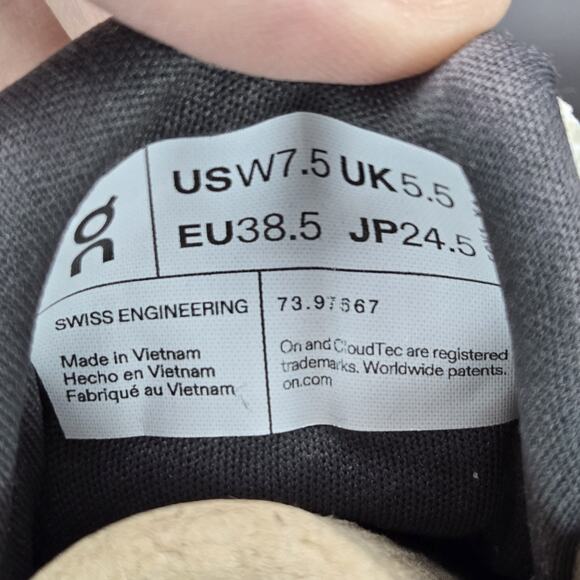 on
USW7.5 UK5.5
EU38.5 JP24.5
SWISS ENGINEERING
73.97667
Made in Vietnam
Hecho en Vietnam
Fabriqué au Vietnam
On and CloudTec are registered
trademarks. Worldwide patents.
on.com